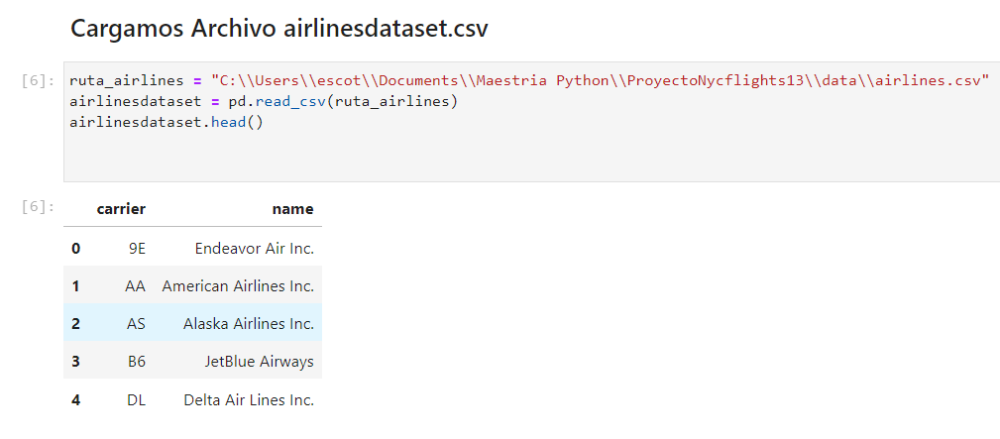 Cargamos Archivo airlinesdataset.csv
[6]: ruta_airlines = "C:\\Users\\escot\\Documents\\Maestria Python\\ProyectoNycflights13\\data\\airlines.csv"
airlinesdataset = pd.read_csv(ruta_airlines)
airlinesdataset.head()
[6]: carrier name
0 9E Endeavor Air Inc.
1 AA American Airlines Inc.
2 AS Alaska Airlines Inc.
3 B6 JetBlue Airways
4 DL Delta Air Lines Inc.